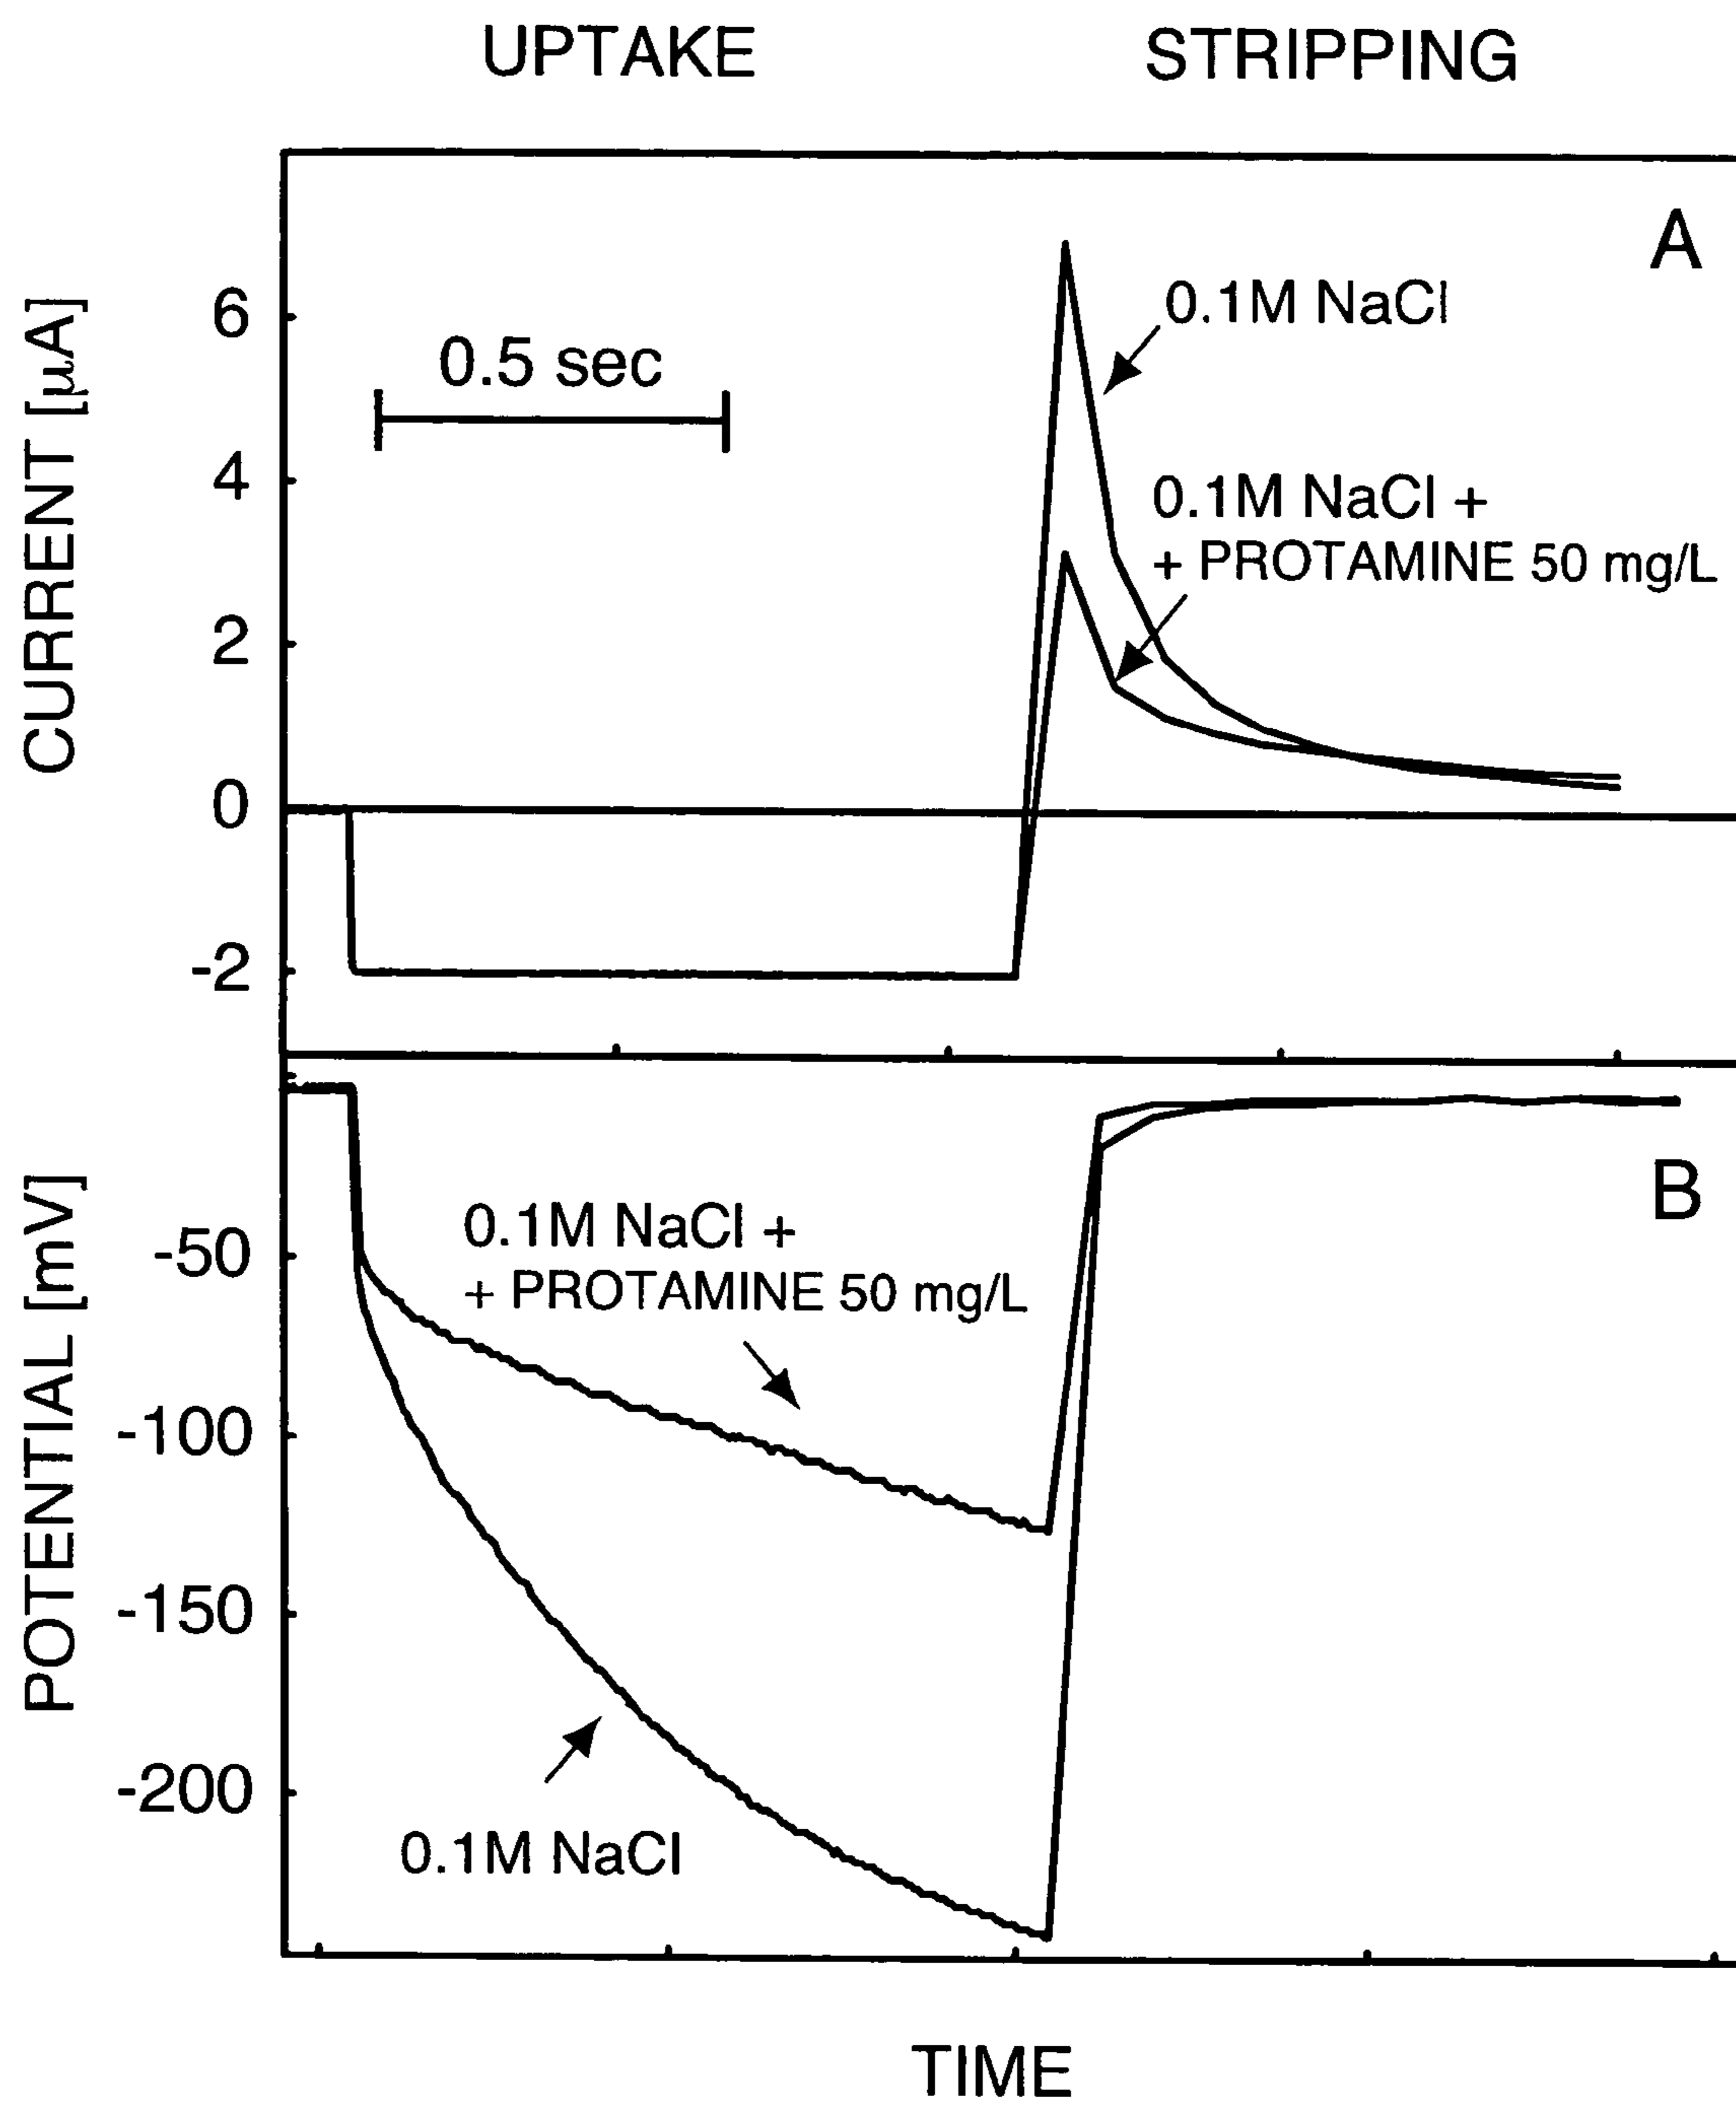 UPTAKE STRIPPING
A
CURRENT [μA]
6
4
2
0
-2
0.5 sec
0.1M NaCl
0.1M NaCl +
+ PROTAMINE 50 mg/L
B
POTENTIAL [mV]
-50
-100
-150
-200
0.1M NaCl +
+ PROTAMINE 50 mg/L
0.1M NaCl
TIME